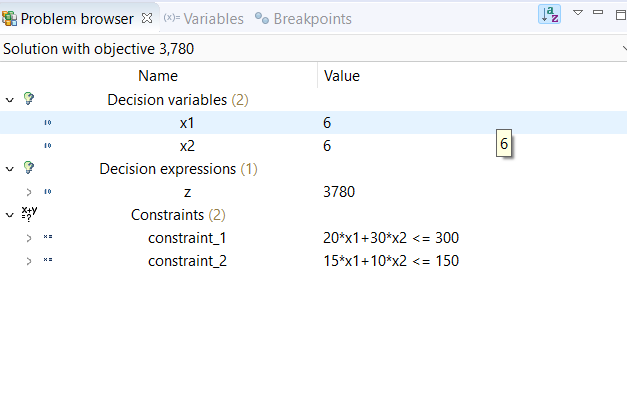 Problem browser (x)= Variables Breakpoints
Solution with objective 3,780
Name Value
Decision variables (2)
x1 6
x2 6
6
Decision expressions (1)
z 3780
Constraints (2)
constraint_1 20*x1+30*x2 <= 300
constraint_2 15*x1+10*x2 <= 150